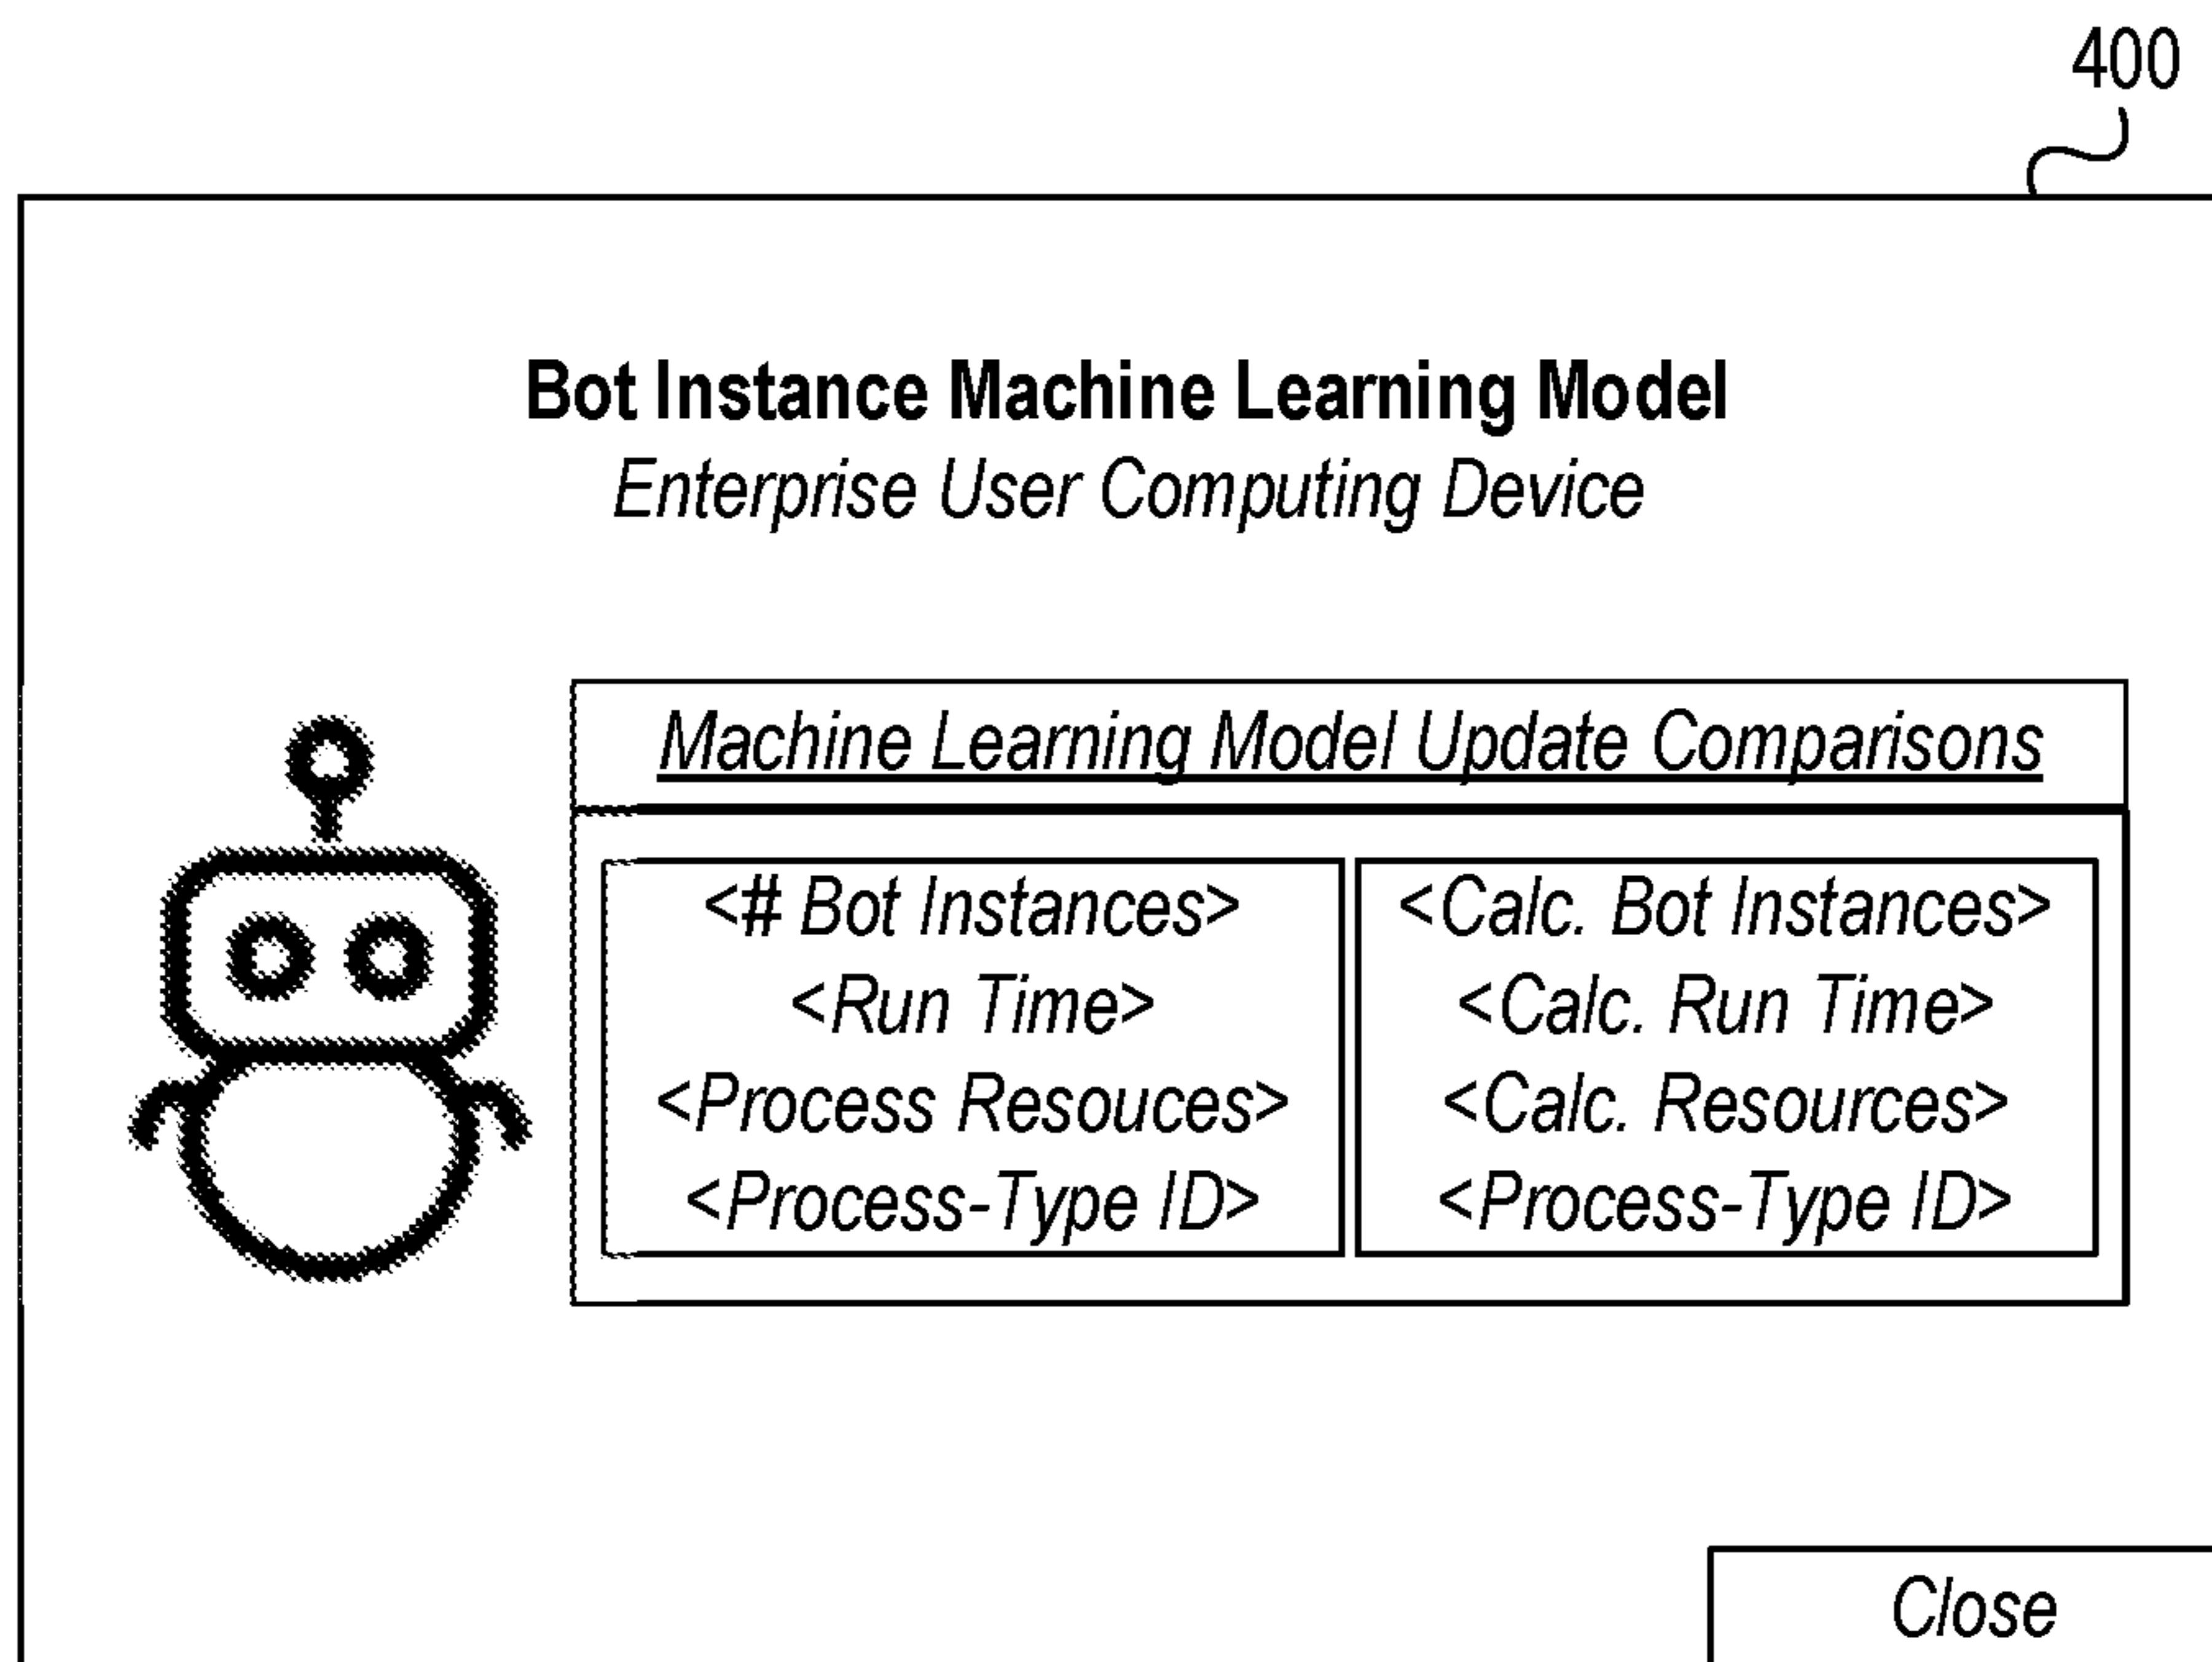 400
Bot Instance Machine Learning Model
Enterprise User Computing Device
Machine Learning Model Update Comparisons
<# Bot Instances>
<Run Time>
<Process Resouces>
<Process-Type ID>
<Calc. Bot Instances>
<Calc. Run Time>
<Calc. Resources>
<Process-Type ID>
Close